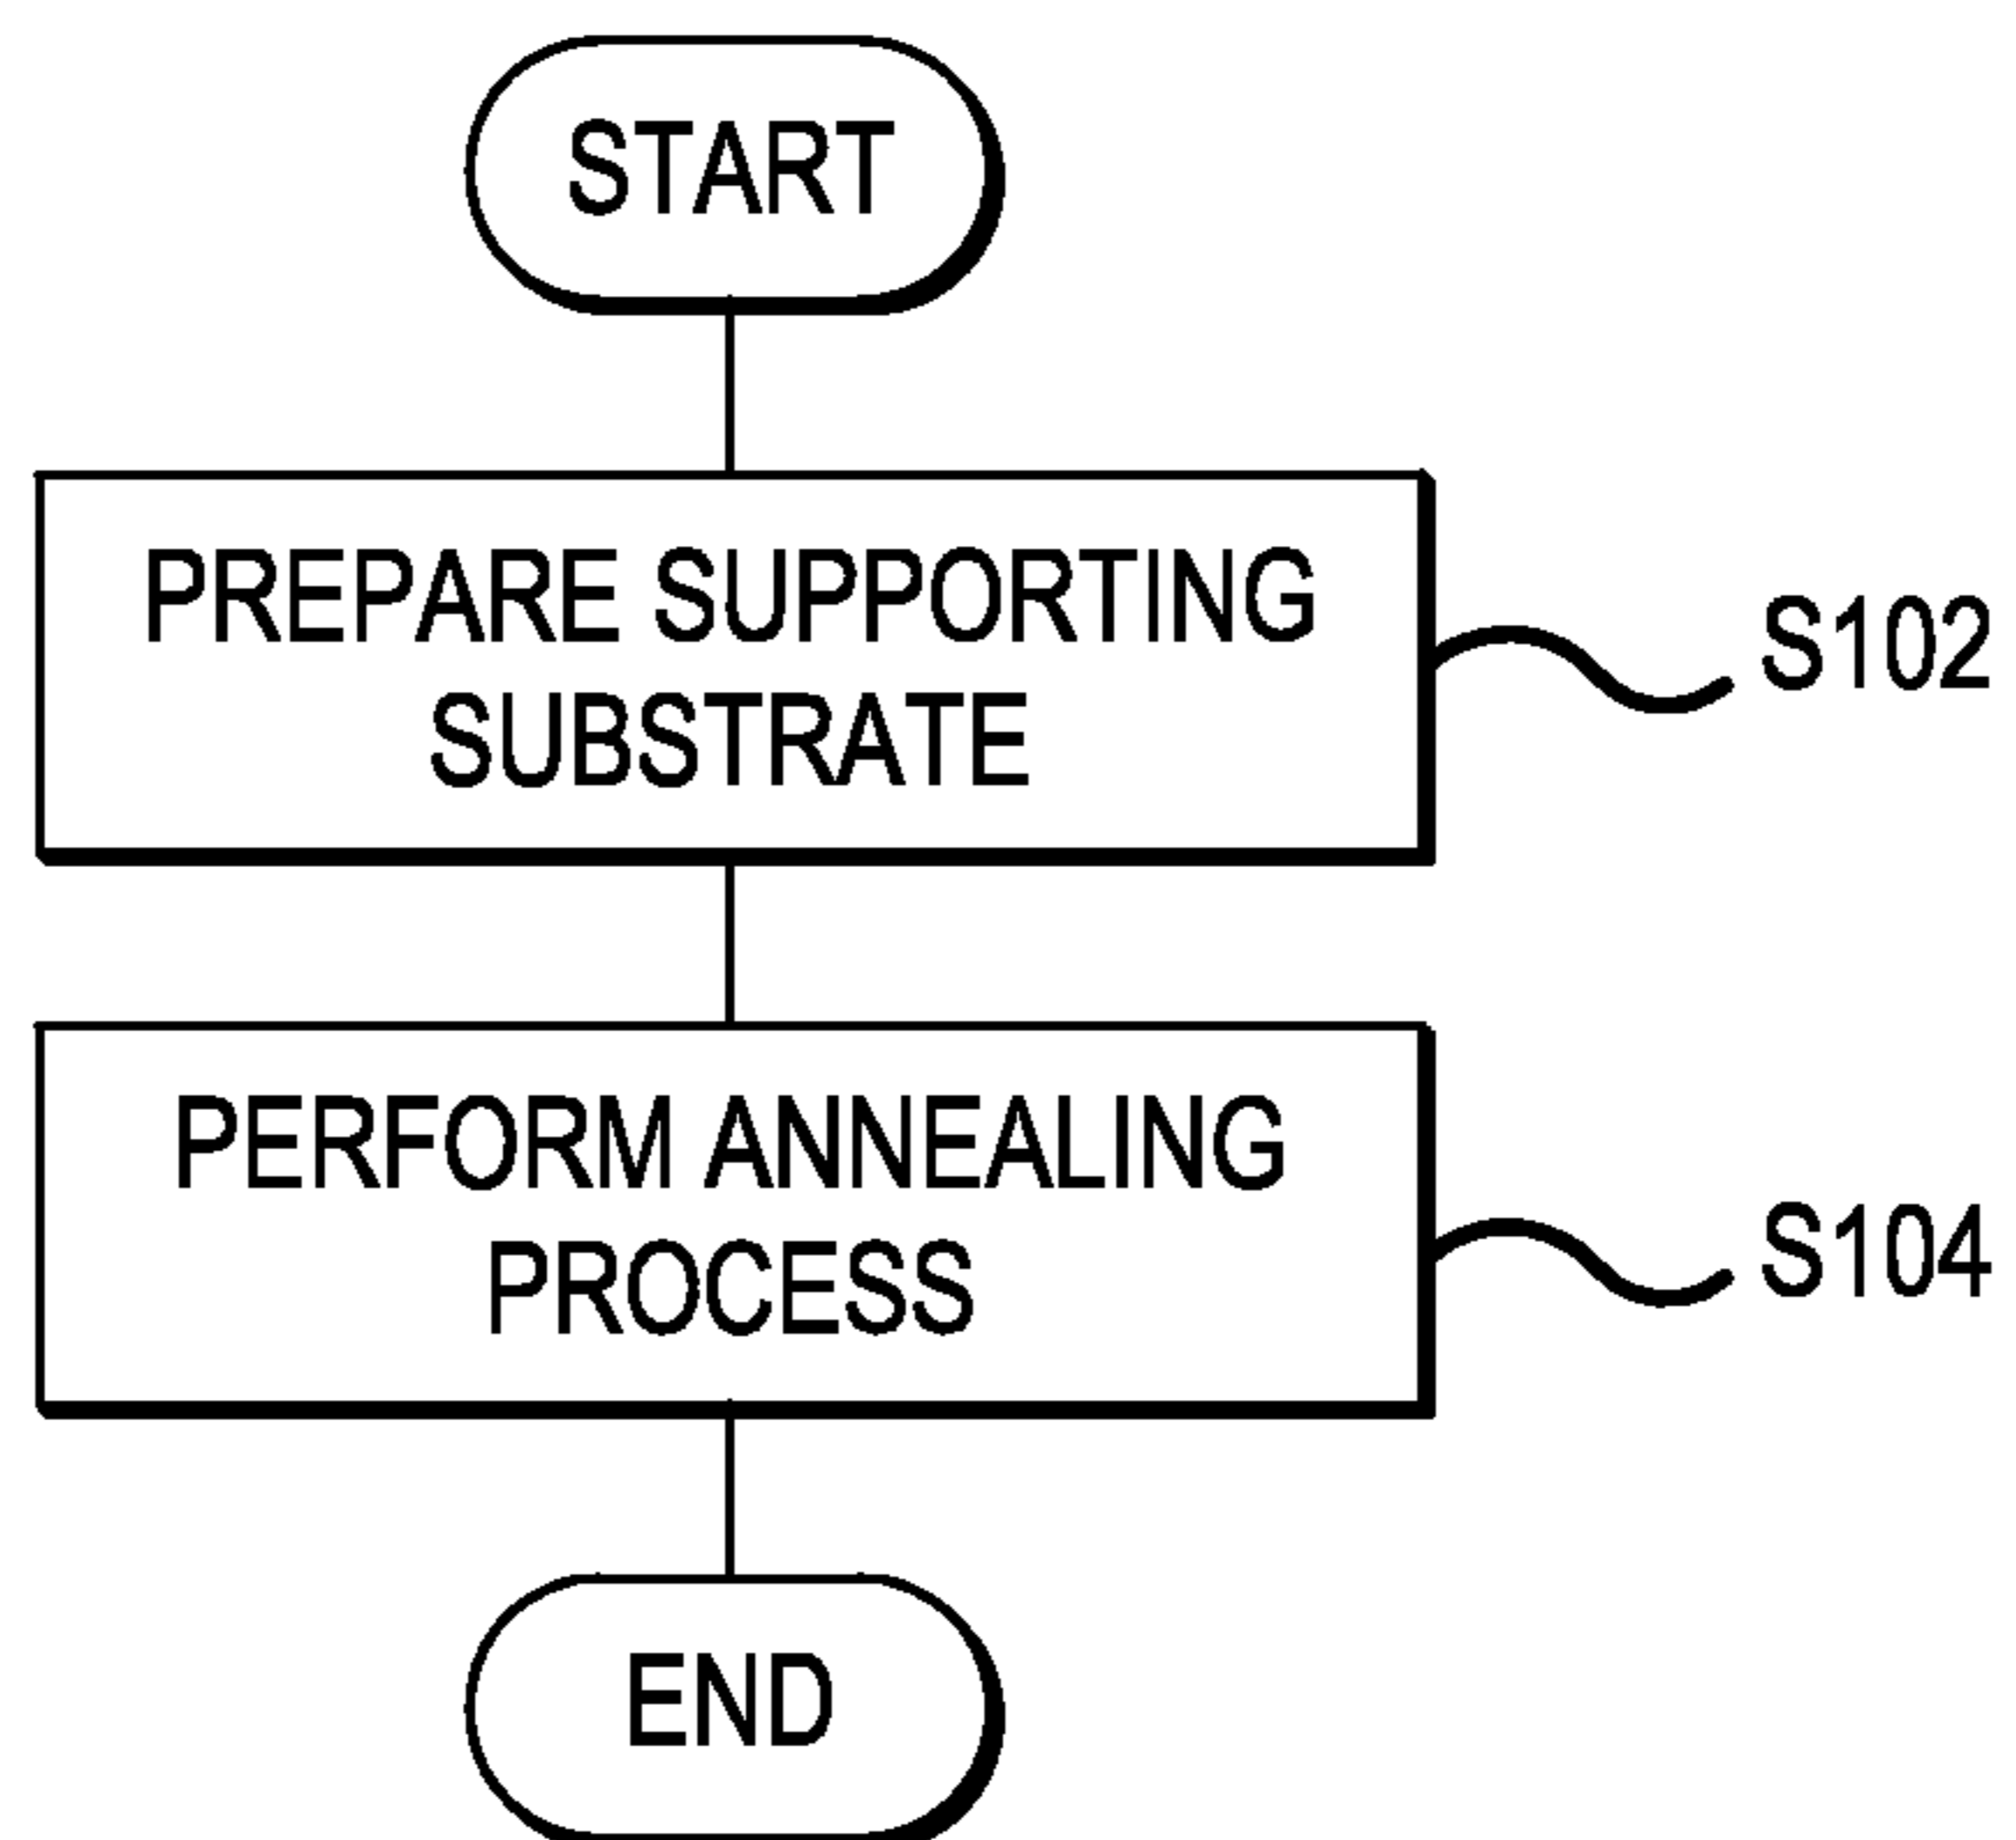 START
PREPARE SUPPORTING
SUBSTRATE
S102
PERFORM ANNEALING
PROCESS
S104
END